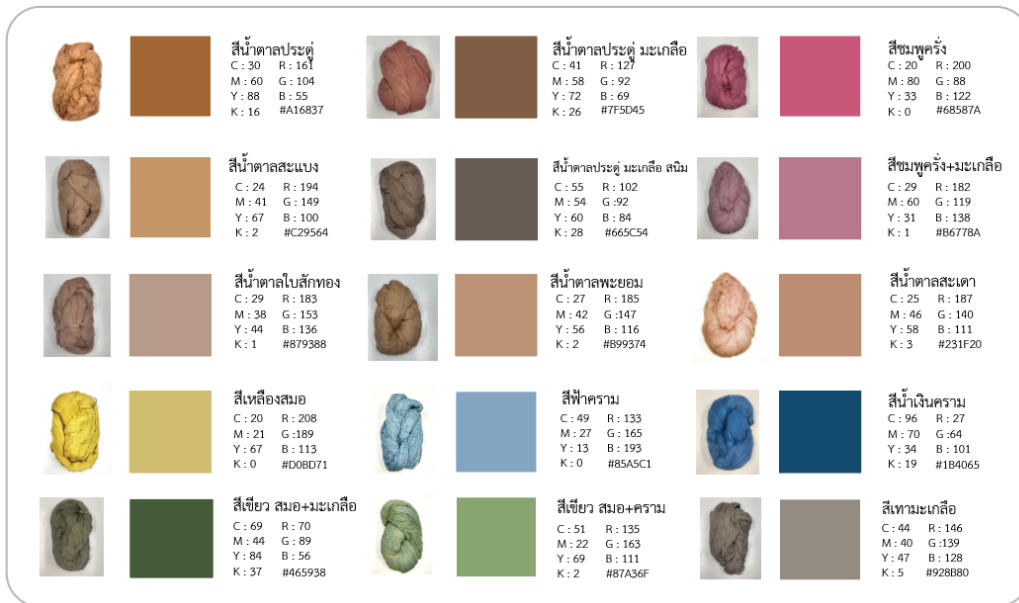 สีน้ำตาลประดู่
C : 30 R : 161
M : 60 G : 104
Y : 88 B : 55
K : 16 #A16837
สีน้ำตาลประดู่ มะเกลือ
C : 41 R : 127
M : 58 G : 92
Y : 72 B : 69
K : 26 #7F5D45
สีชมพูครั่ง
C : 20 R : 200
M : 80 G : 88
Y : 33 B : 122
K : 0 #68587A
สีน้ำตาลสะแบง
C : 24 R : 194
M : 41 G : 149
Y : 67 B : 100
K : 2 #C29564
สีน้ำตาลประดู่ มะเกลือ สนิม
C : 55 R : 102
M : 54 G :92
Y : 60 B : 84
K : 28 #665C54
สีชมพูครั่ง+มะเกลือ
C : 29 R : 182
M : 60 G : 119
Y : 31 B : 138
K : 1 #B6778A
สีน้ำตาลใบสักทอง
C : 29 R : 183
M : 38 G : 153
Y : 44 B : 136
K : 1 #879388
สีน้ำตาลพะยอม
C : 27 R : 185
M : 42 G :147
Y : 56 B : 116
K : 2 #B99374
สีน้ำตาลสะเดา
C : 25 R : 187
M : 46 G : 140
Y : 58 B : 111
K : 3 #231F20
สีเหลืองสมอ
C : 20 R : 208
M : 21 G :189
Y : 67 B : 113
K : 0 #D0BD71
สีฟ้าคราม
C : 49 R : 133
M : 27 G : 165
Y : 13 B : 193
K : 0 #85A5C1
สีน้ำเงินคราม
C : 96 R : 27
M : 70 G :64
Y : 34 B : 101
K : 19 #1B4065
สีเขียว สมอ+มะเกลือ
C : 69 R : 70
M : 44 G : 89
Y : 84 B : 56
K : 37 #465938
สีเขียว สมอ+คราม
C : 51 R : 135
M : 22 G : 163
Y : 69 B : 111
K : 2 #87A36F
สีเทามะเกลือ
C : 44 R : 146
M : 40 G :139
Y : 47 B : 128
K : 5 #928B80